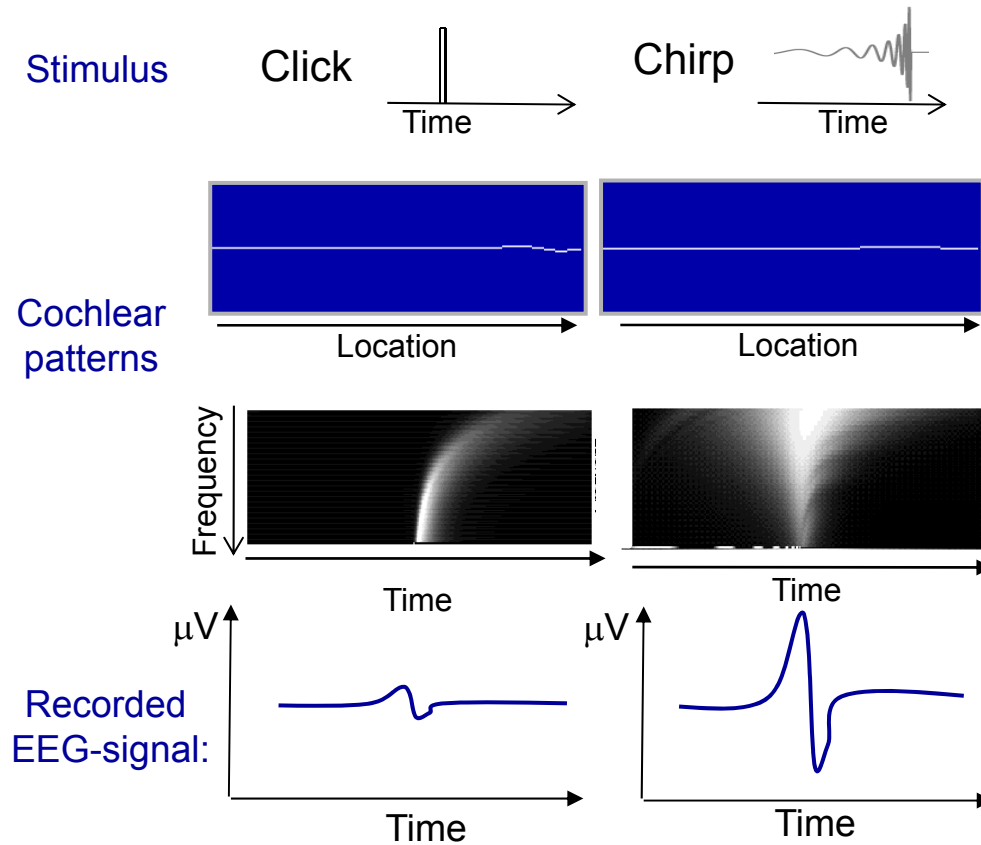 Stimulus
Click
Time
Chirp
Time
Cochlear
patterns
Location
Location
Frequency
Time
Time
Recorded
EEG-signal:
μV
Time
μV
Time